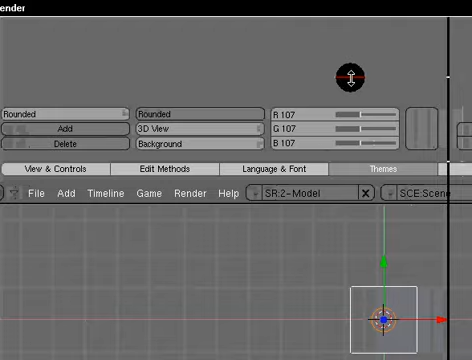 ender
Rounded Rounded R 107
Add 3D View G 107
Delete Background B 107
View & Controls Edit Methods Language & Font Themes
File Add Timeline Game Render Help SR:2-Model SCE:Scene